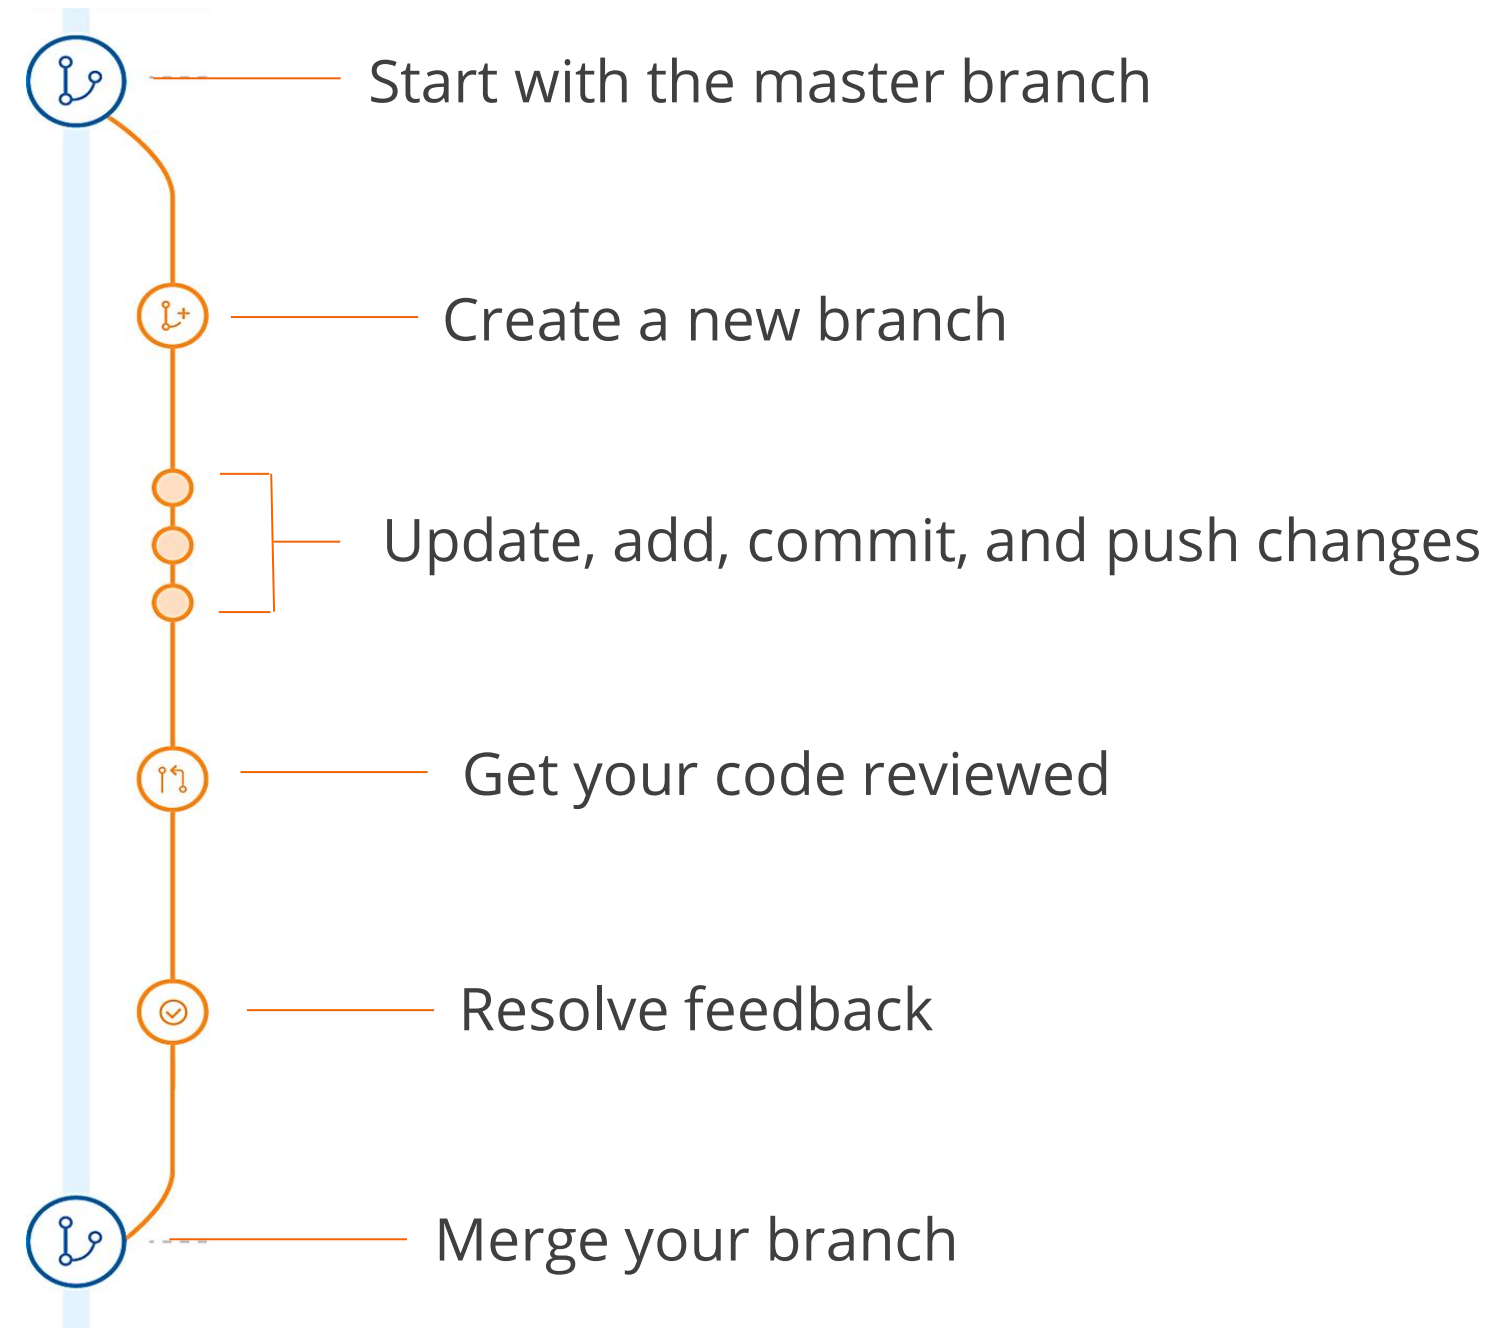 Start with the master branch
Create a new branch
Update, add, commit, and push changes
Get your code reviewed
Resolve feedback
Merge your branch